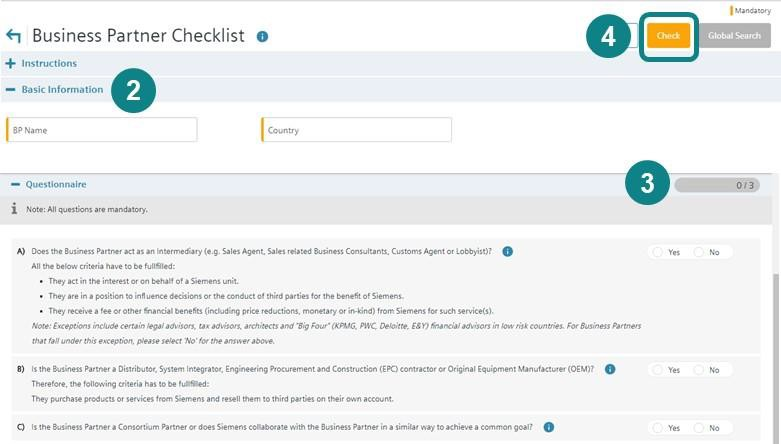 Mandatory
Business Partner Checklist i
4
Check
Global Search
+ Instructions
− Basic Information
2
BP Name
Country
− Questionnaire
3
0 / 3
i Note: All questions are mandatory.
A) Does the Business Partner act as an Intermediary (e.g. Sales Agent, Sales related Business Consultants, Customs Agent or Lobbyist)? i
Yes No
All the below criteria have to be fullfilled:
• They act in the interest or on behalf of a Siemens unit.
• They are in a position to influence decisions or the conduct of third parties for the benefit of Siemens.
• They receive a fee or other financial benefits (including price reductions, monetary or in-kind) from Siemens for such service(s).
Note: Exceptions include certain legal advisors, tax advisors, architects and "Big Four" (KPMG, PWC, Deloitte, E&Y) financial advisors in low risk countries. For Business Partners
that fall under this exception, please select 'No' for the answer above.
B) Is the Business Partner a Distributor, System Integrator, Engineering Procurement and Construction (EPC) contractor or Original Equipment Manufacturer (OEM)? i
Yes No
Therefore, the following criteria has to be fullfilled:
They purchase products or services from Siemens and resell them to third parties on their own account.
C) Is the Business Partner a Consortium Partner or does Siemens collaborate with the Business Partner in a similar way to achieve a common goal? i
Yes No